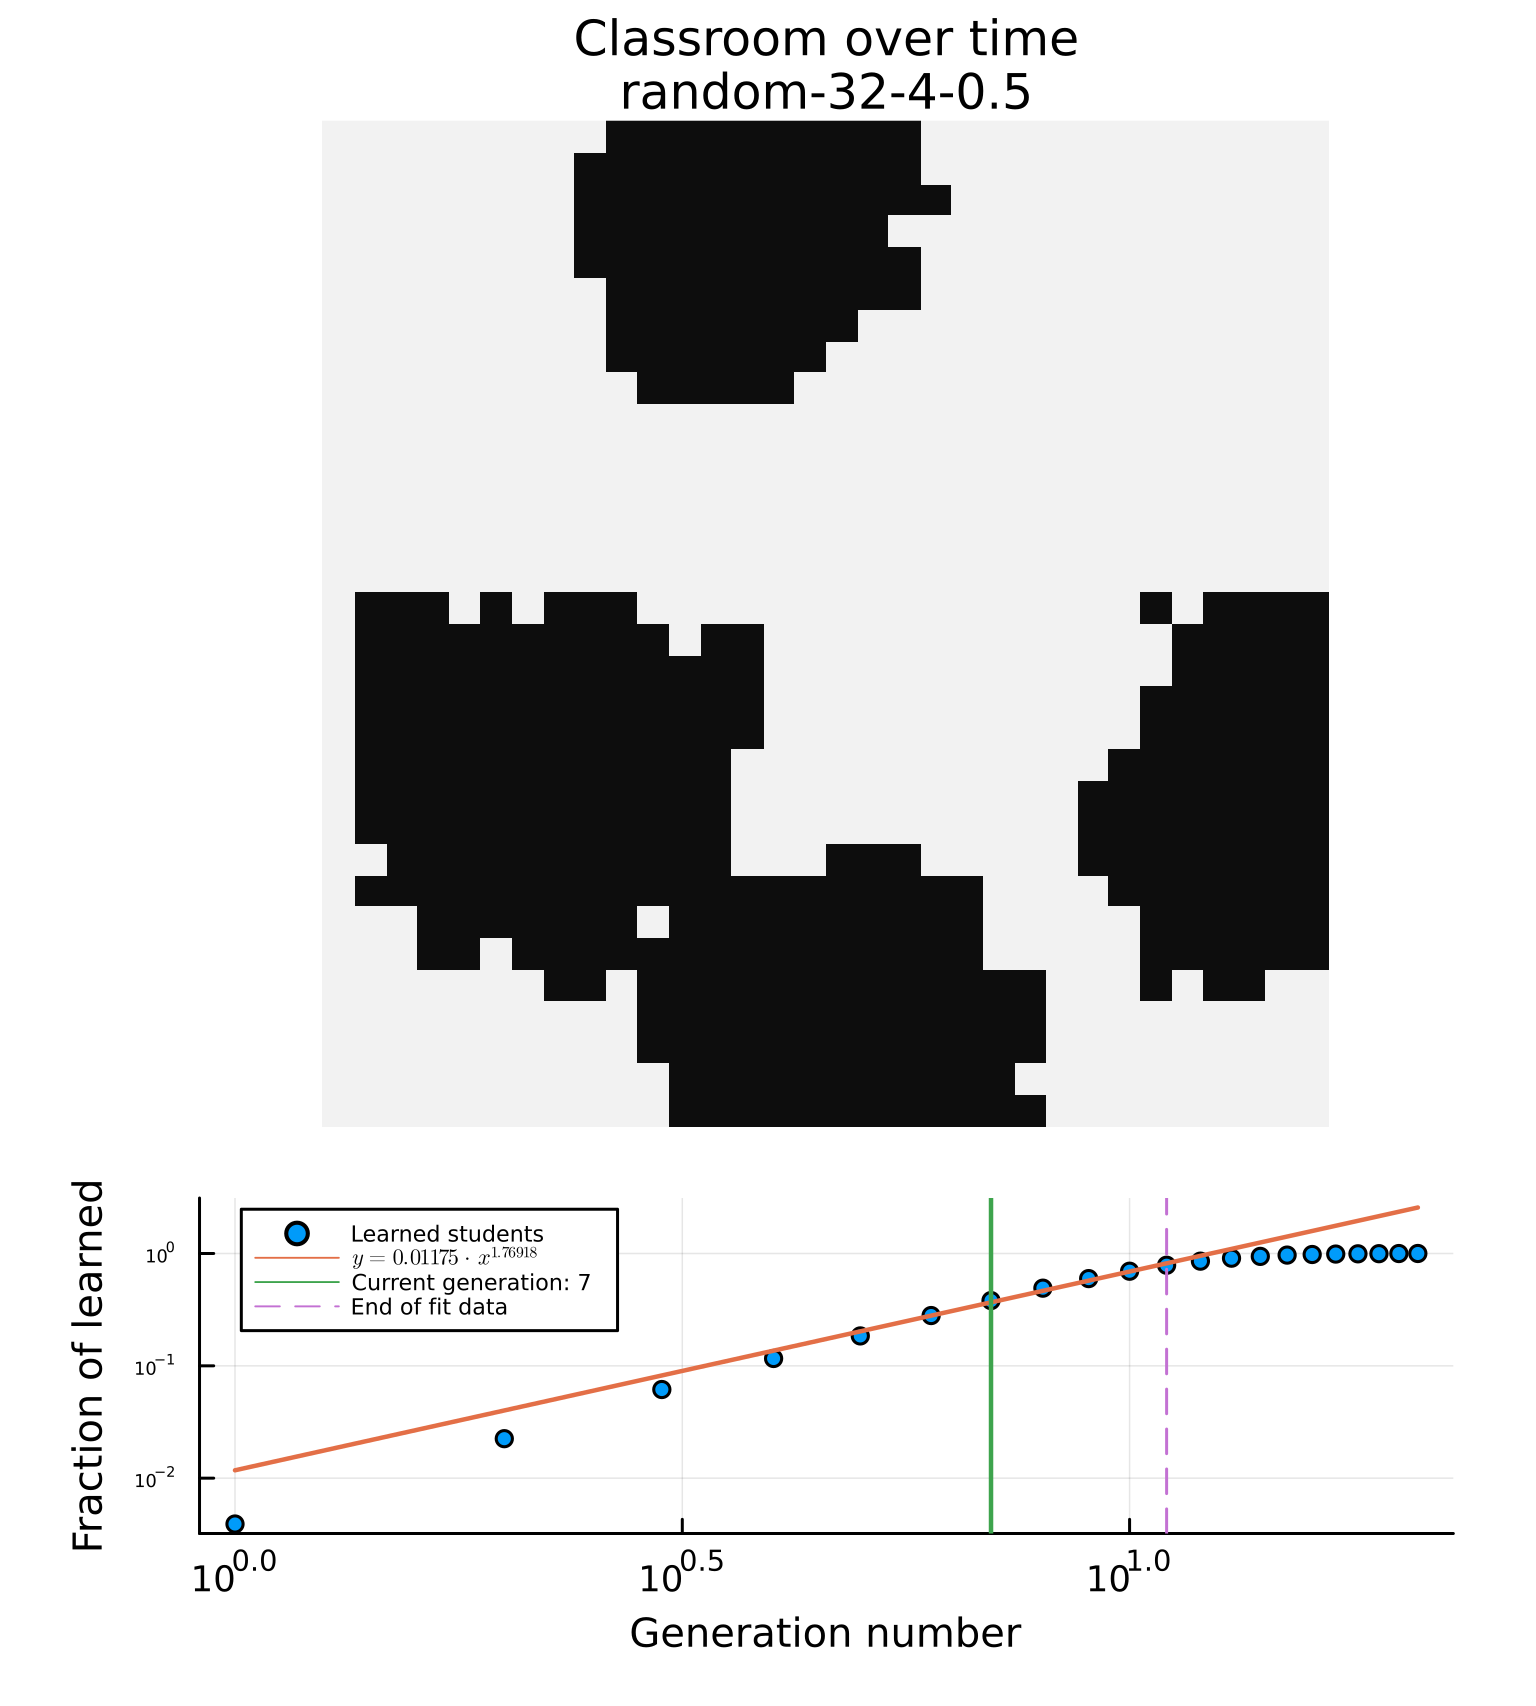 Classroom over time
random-32-4-0.5
Fraction of learned
Learned students
y = 0.01175 · x^1.76918
Current generation: 7
End of fit data
10^0
10^−1
10^−2
10^0.0
10^0.5
10^1.0
Generation number